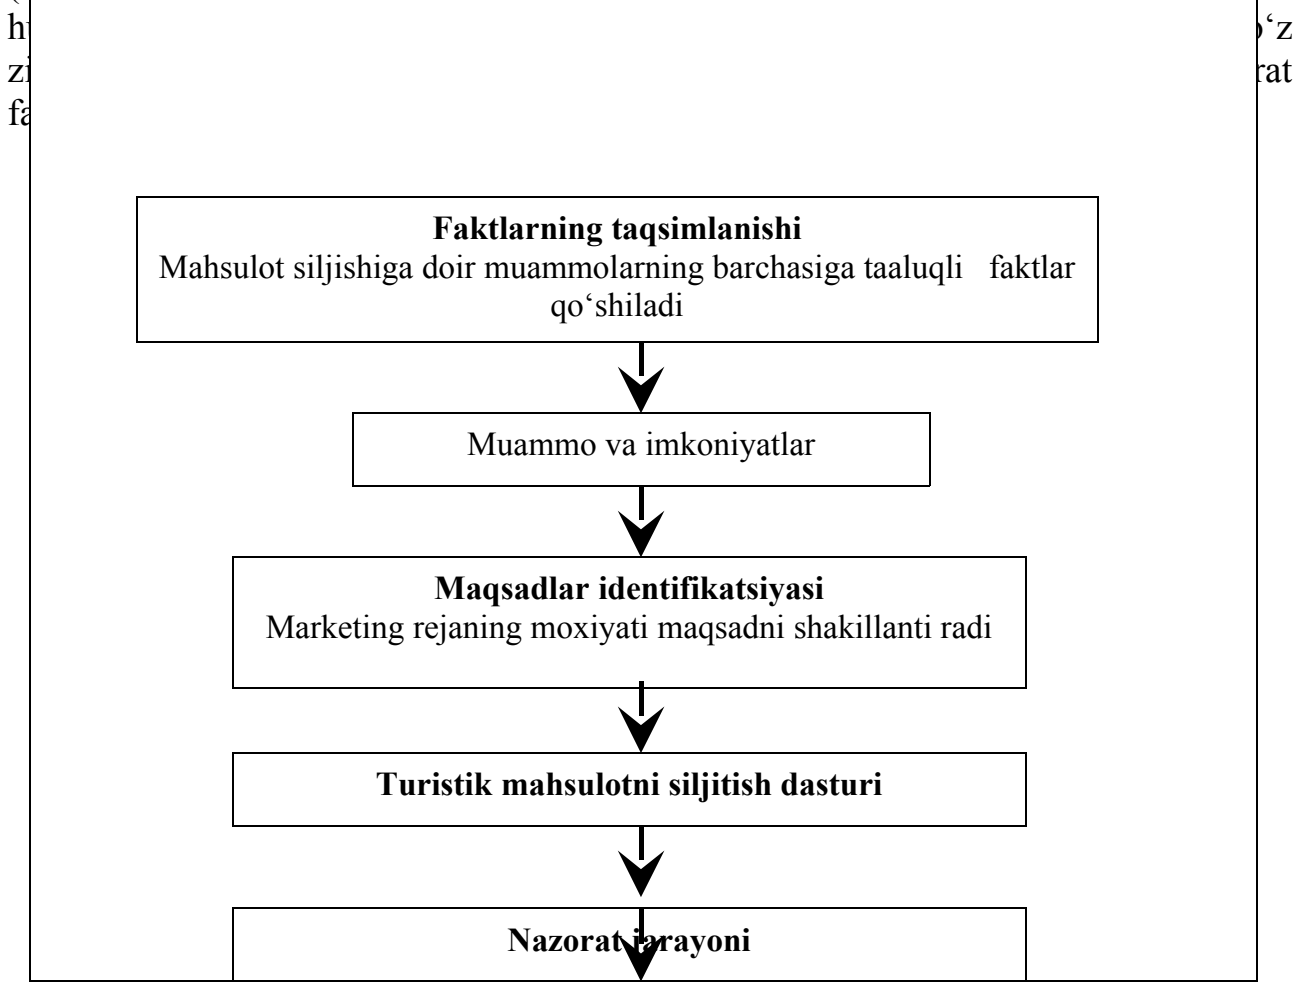 Faktlarning taqsimlanishi
Mahsulot siljishiga doir muammolarning barchasiga taaluqli faktlar
qo‘shiladi
Muammo va imkoniyatlar
Maqsadlar identifikatsiyasi
Marketing rejaning moxiyati maqsadni shakillanti radi
Turistik mahsulotni siljitish dasturi
Nazorat jarayoni